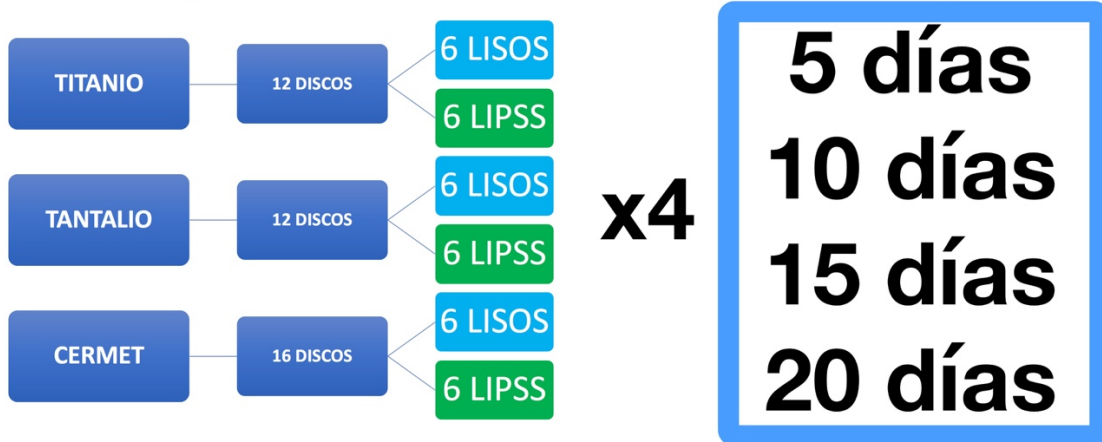 TITANIO
12 DISCOS
6 LISOS
6 LIPSS
TANTALIO
12 DISCOS
6 LISOS
6 LIPSS
CERMET
16 DISCOS
6 LISOS
6 LIPSS
x4
5 días
10 días
15 días
20 días